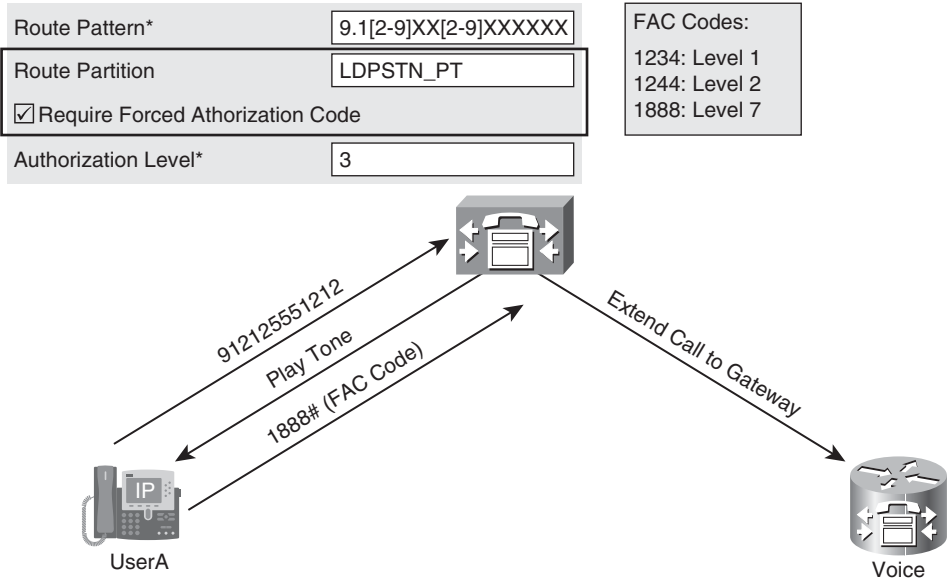 Route Pattern* 9.1[2-9]XX[2-9]XXXXXX
Route Partition LDPSTN_PT
Require Forced Athorization Code
Authorization Level* 3
FAC Codes:
1234: Level 1
1244: Level 2
1888: Level 7
912125551212
Play Tone
1888# (FAC Code)
Extend Call to Gateway
IP
UserA
Voice